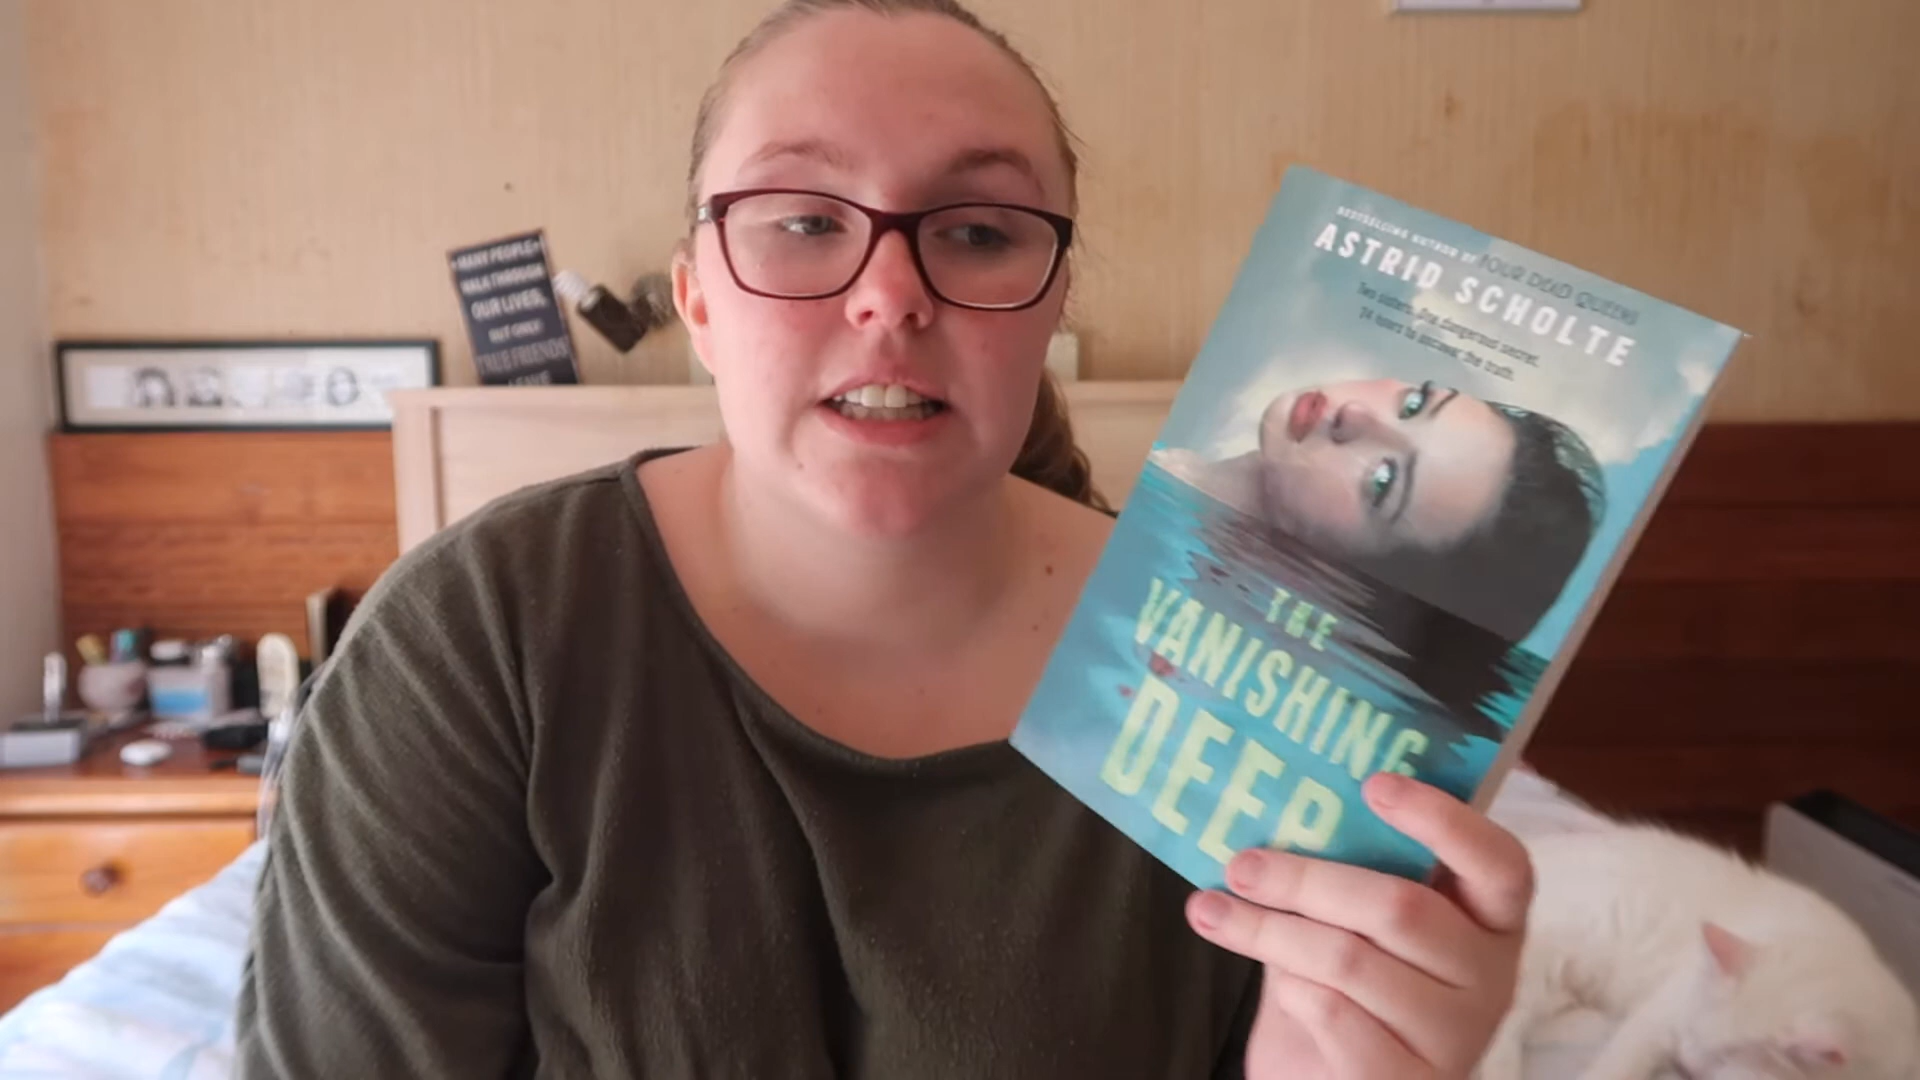 MANY PEOPLE
WALK THROUGH
OUR LIVES,
BUT ONLY
TRUE FRIENDS
LEAVE
BESTSELLING AUTHOR OF FOUR DEAD QUEENS
ASTRID SCHOLTE
Two sisters. One dangerous secret.
24 hours to uncover the truth.
THE
VANISHING
DEEP